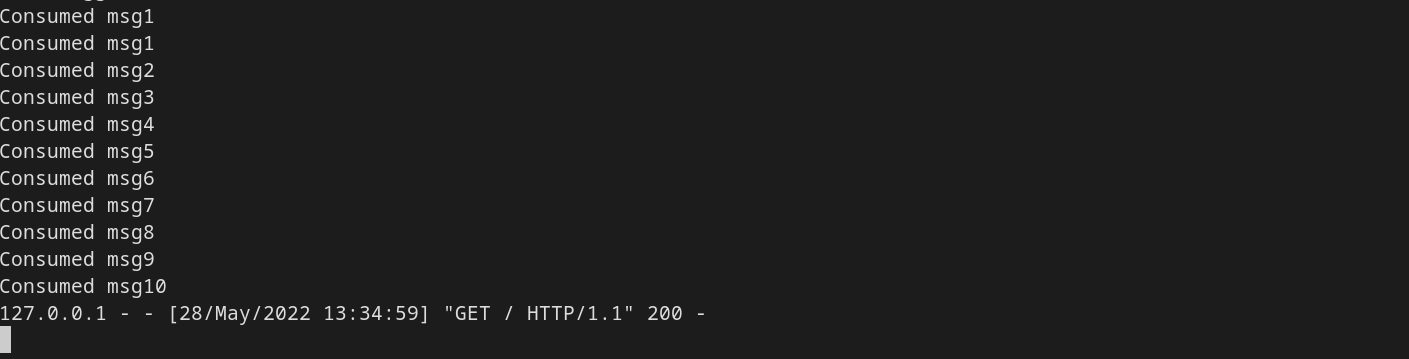 Consumed msg1
Consumed msg1
Consumed msg2
Consumed msg3
Consumed msg4
Consumed msg5
Consumed msg6
Consumed msg7
Consumed msg8
Consumed msg9
Consumed msg10
127.0.0.1 - - [28/May/2022 13:34:59] "GET / HTTP/1.1" 200 -